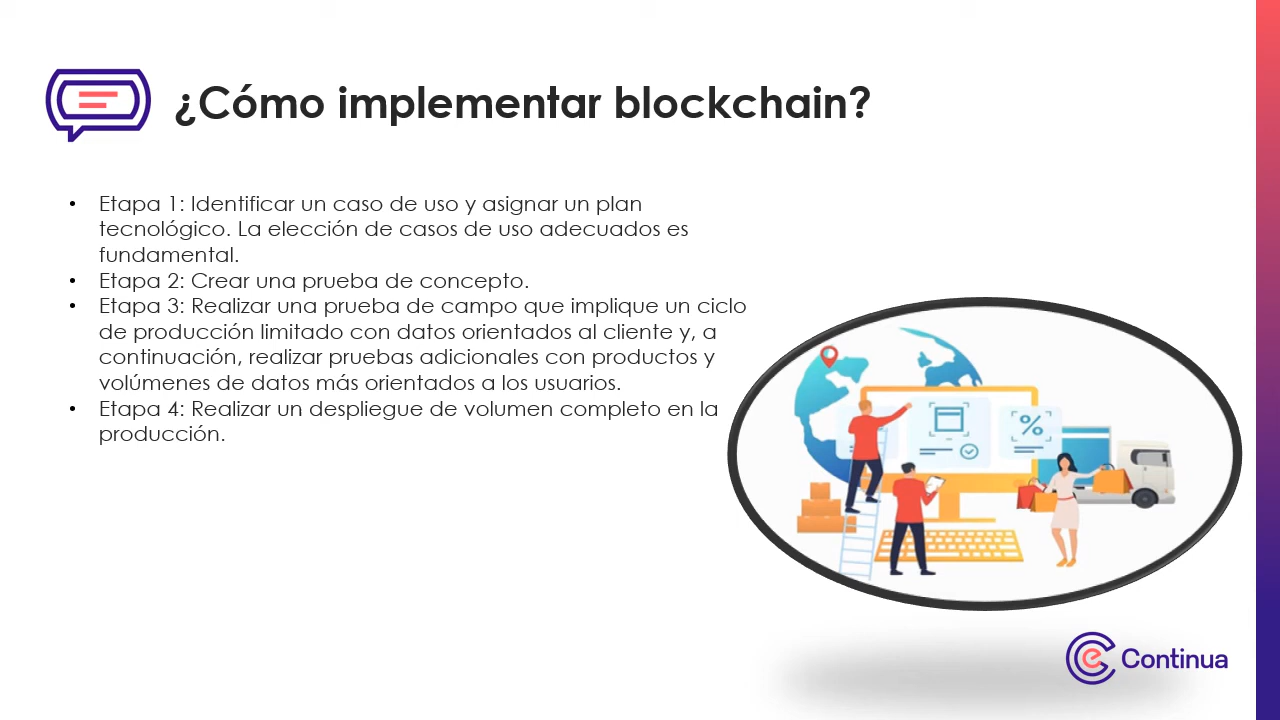 ¿Cómo implementar blockchain?
• Etapa 1: Identificar un caso de uso y asignar un plan
tecnológico. La elección de casos de uso adecuados es
fundamental.
• Etapa 2: Crear una prueba de concepto.
• Etapa 3: Realizar una prueba de campo que implique un ciclo
de producción limitado con datos orientados al cliente y, a
continuación, realizar pruebas adicionales con productos y
volúmenes de datos más orientados a los usuarios.
• Etapa 4: Realizar un despliegue de volumen completo en la
producción.
%
e Continua